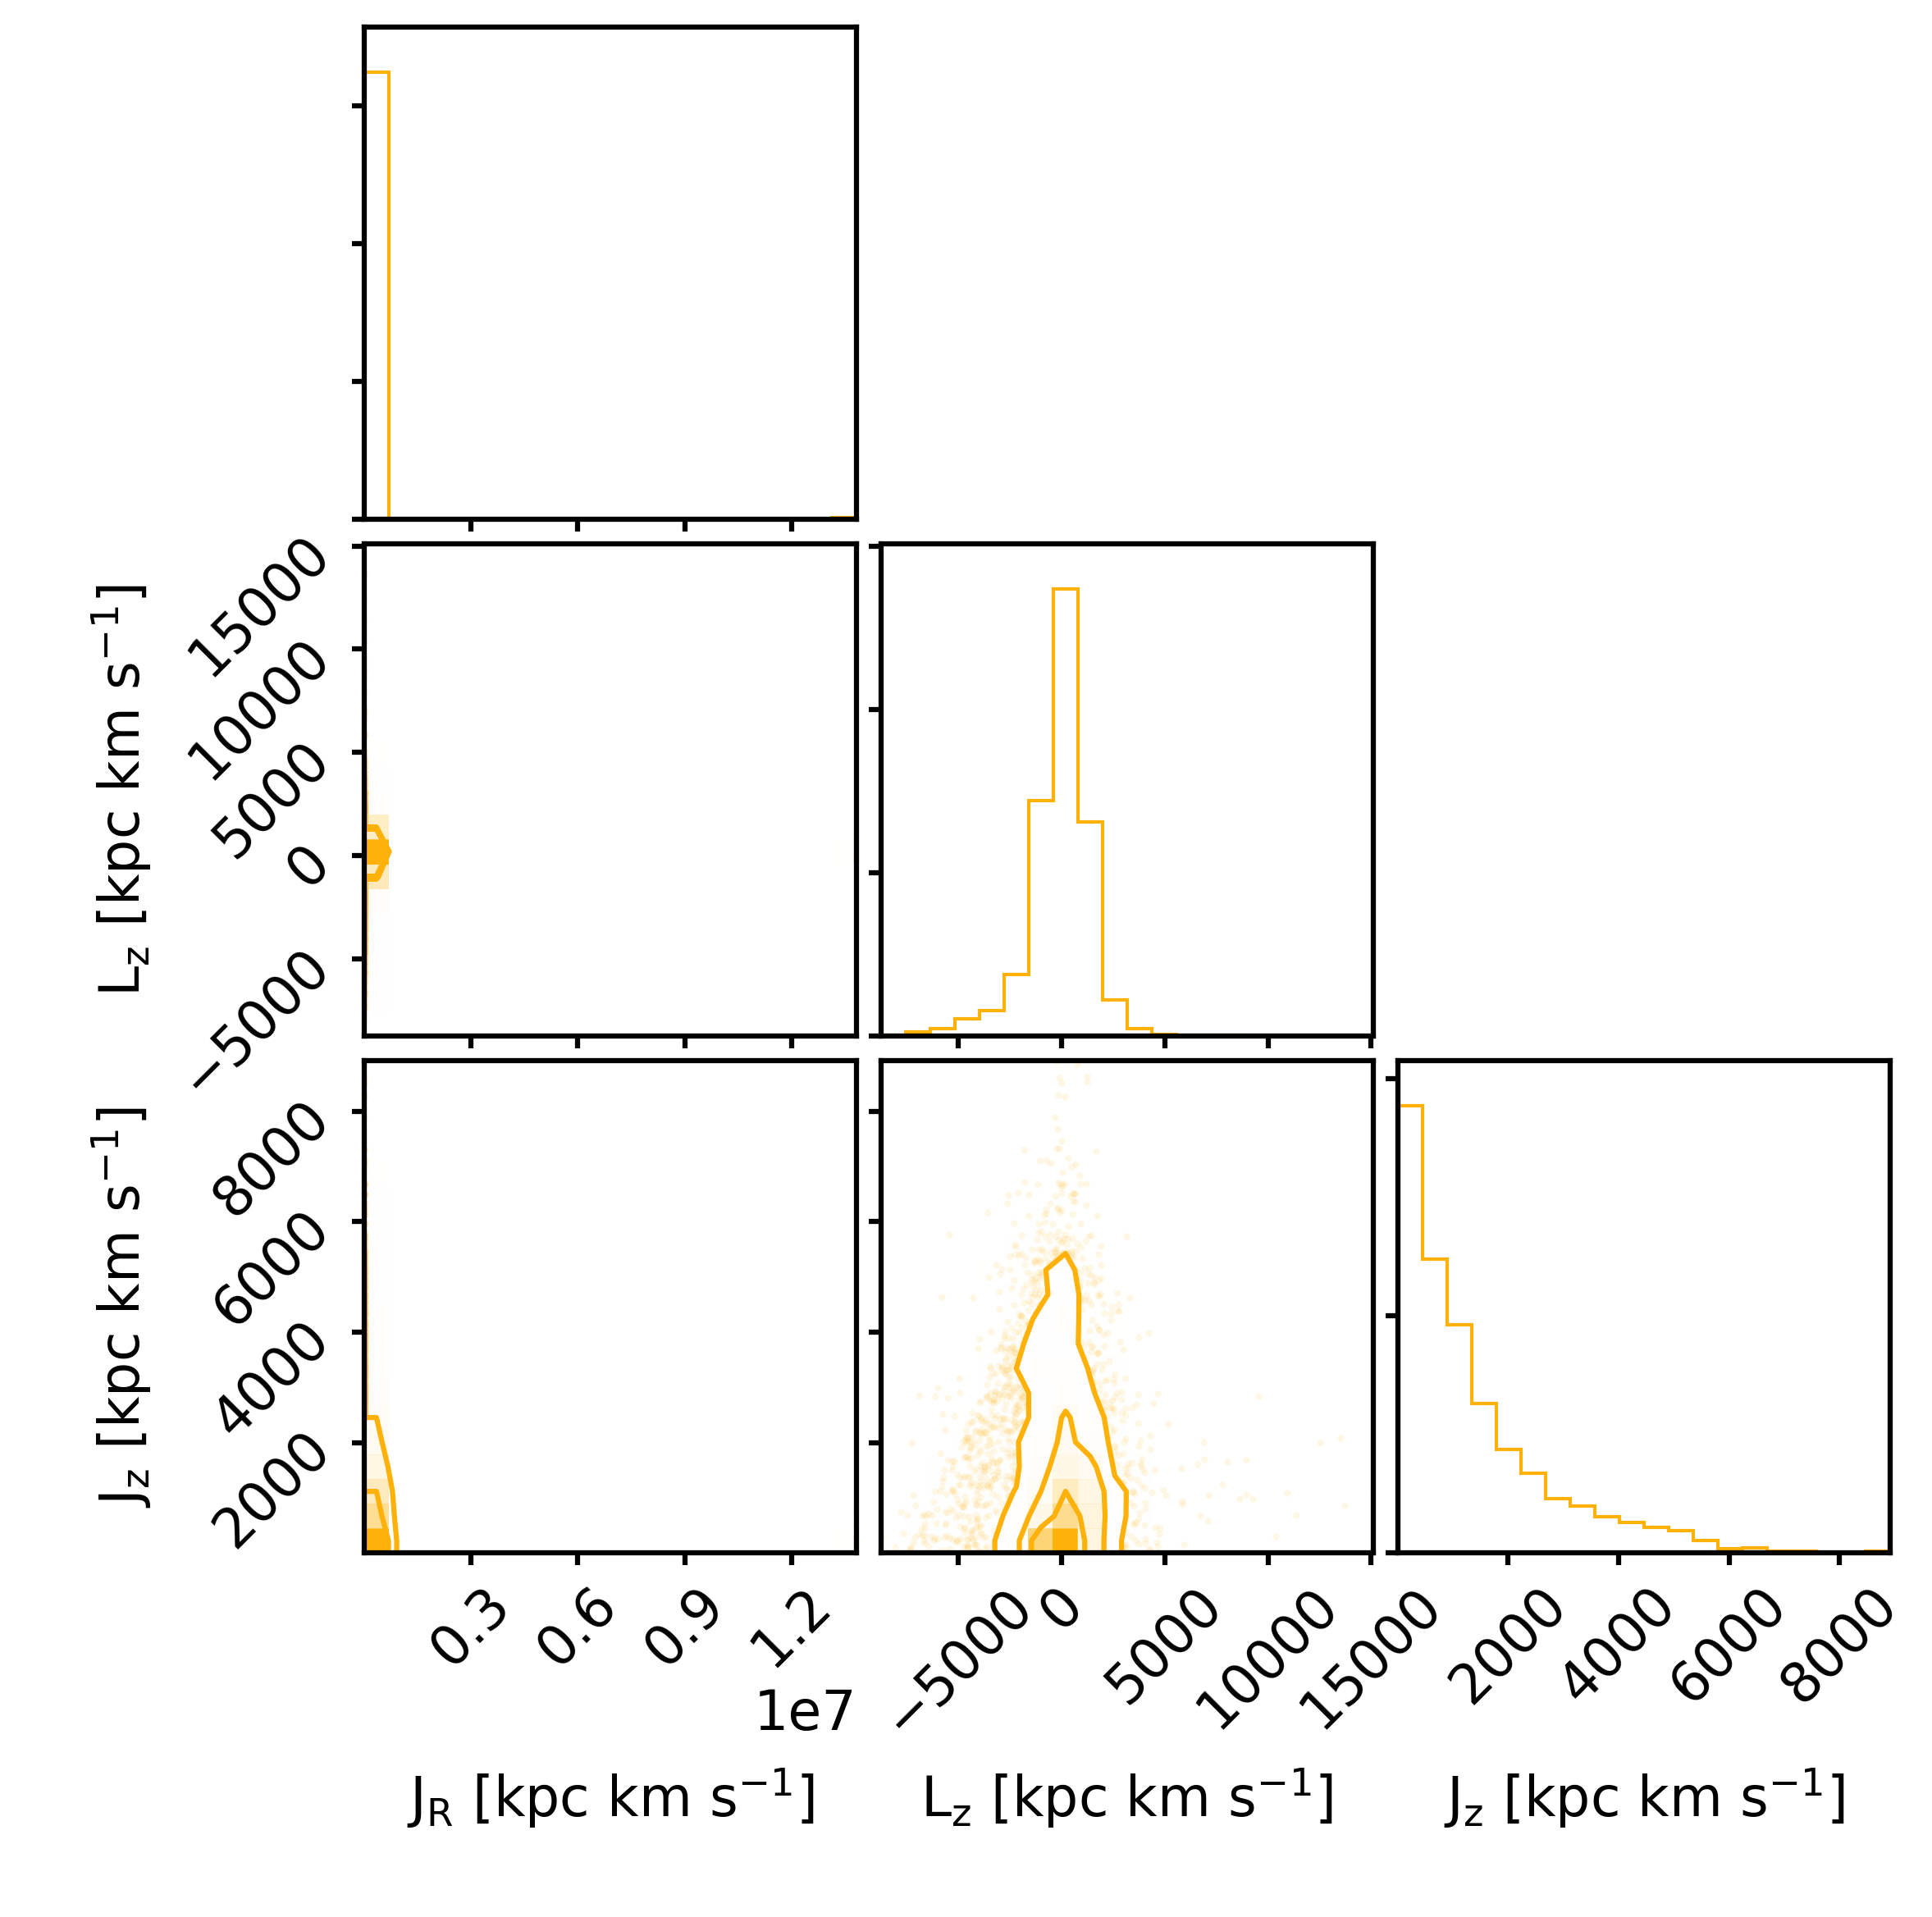 15000
10000
5000
0
−5000
L_z [kpc km s⁻¹]
8000
6000
4000
2000
J_z [kpc km s⁻¹]
0.3 0.6 0.9 1.2
−5000 0 5000 10000 15000
2000 4000 6000 8000
1e7
J_R [kpc km s⁻¹]
L_z [kpc km s⁻¹]
J_z [kpc km s⁻¹]